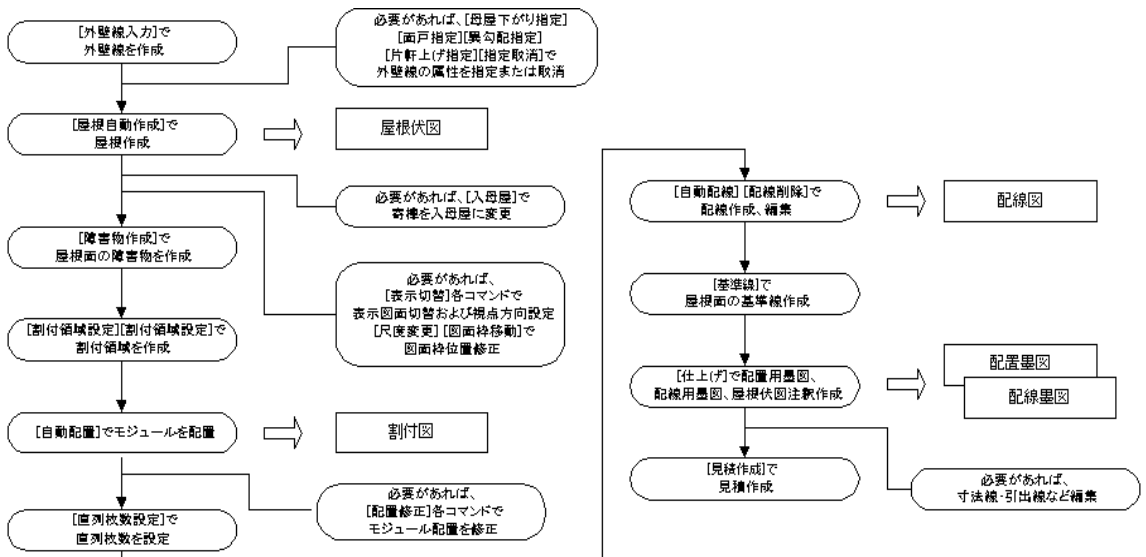 [外壁線入力]で
外壁線を作成
必要があれば、[母屋下がり指定]
[面戸指定][異勾配指定]
[片軒上げ指定][指定取消]で
外壁線の属性を指定または取消
[屋根自動作成]で
屋根作成
屋根伏図
必要があれば、[入母屋]で
寄棟を入母屋に変更
[障害物作成]で
屋根面の障害物を作成
必要があれば、
[表示切替]各コマンドで
表示図面切替および視点方向設定
[尺度変更][図面枠移動]で
図面枠位置修正
[割付領域設定][割付領域設定]で
割付領域を作成
[自動配置]でモジュールを配置
割付図
必要があれば、
[配置修正]各コマンドで
モジュール配置を修正
[直列枚数設定]で
直列枚数を設定
[自動配線][配線削除]で
配線作成、編集
配線図
[基準線]で
屋根面の基準線作成
[仕上げ]で配置用墨図、
配線用墨図、屋根伏図注釈作成
配置墨図
配線墨図
[見積作成]で
見積作成
必要があれば、
寸法線・引出線など編集